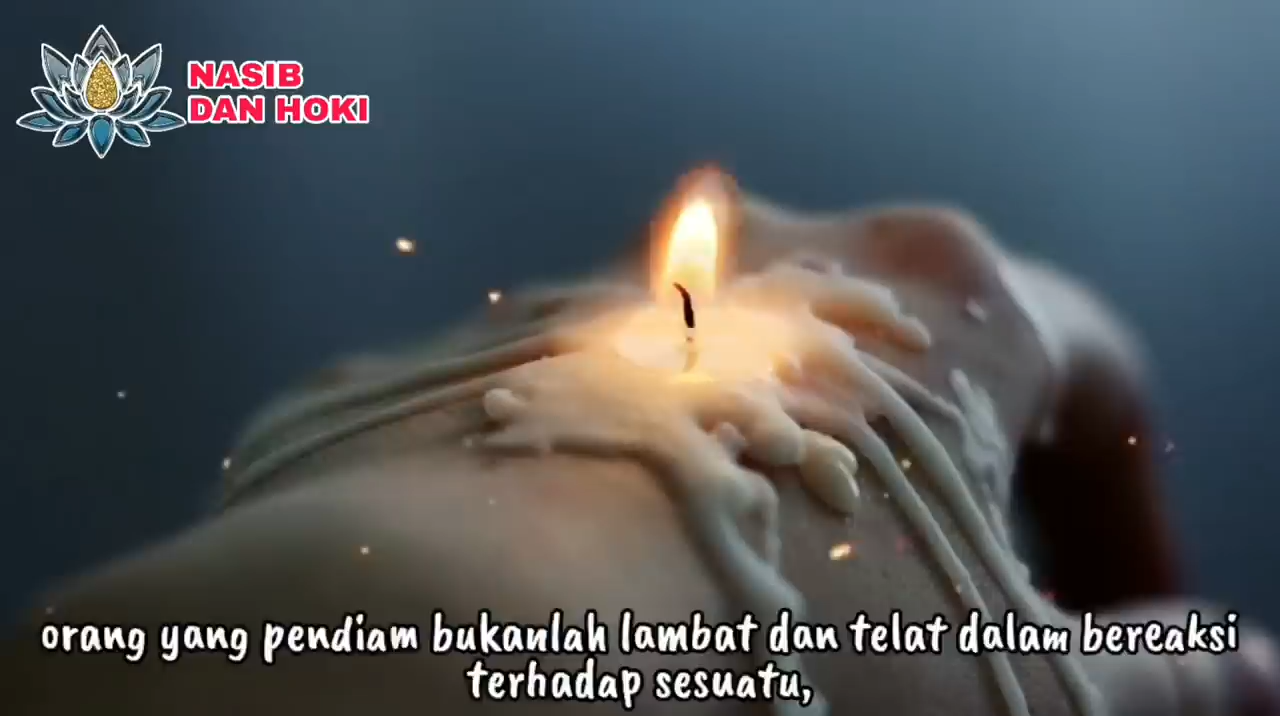 NASIB
DAN HOKI
orang yang pendiam bukanlah lambat dan telat dalam bereaksi
terhadap sesuatu,